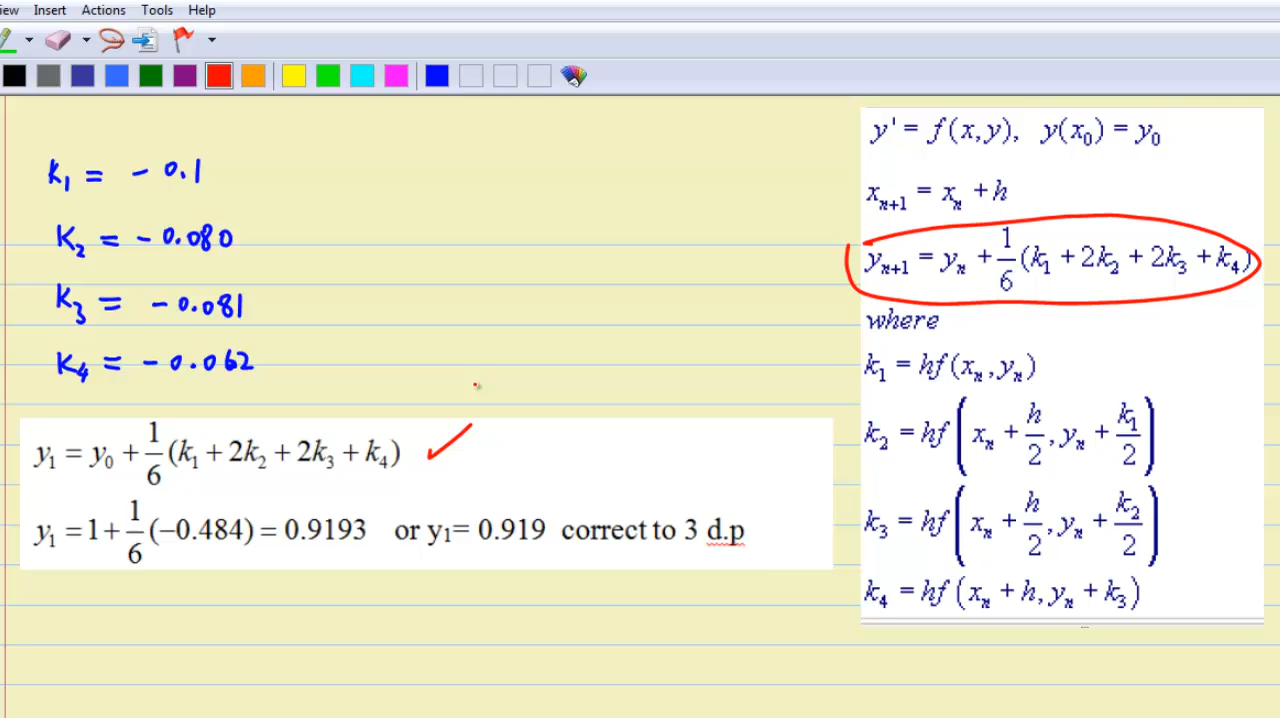 iew Insert Actions Tools Help
k₁ = - 0.1
k₂ = - 0.080
k₃ = - 0.081
k₄ = - 0.062
y₁ = y₀ + 1/6 (k₁ + 2k₂ + 2k₃ + k₄)
y₁ = 1 + 1/6 (−0.484) = 0.9193 or y₁= 0.919 correct to 3 d.p
y' = f(x,y), y(x₀) = y₀
xₙ₊₁ = xₙ + h
yₙ₊₁ = yₙ + 1/6 (k₁ + 2k₂ + 2k₃ + k₄)
where
k₁ = hf(xₙ, yₙ)
k₂ = hf(xₙ + h/2, yₙ + k₁/2)
k₃ = hf(xₙ + h/2, yₙ + k₂/2)
k₄ = hf(xₙ + h, yₙ + k₃)